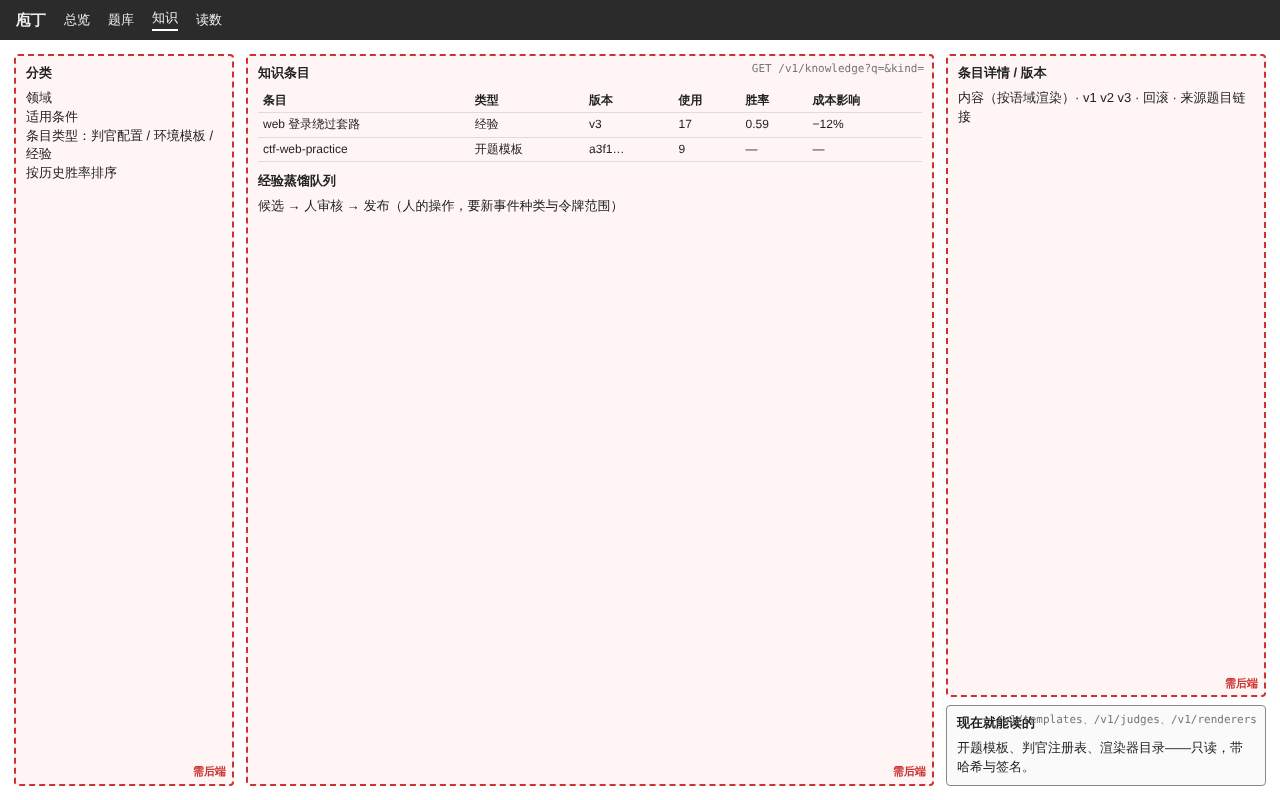 庖丁 总览 题库 知识 读数
分类
领域
适用条件
条目类型：判官配置 / 环境模板 /
经验
按历史胜率排序
需后端
知识条目
GET /v1/knowledge?q=&kind=
条目 类型 版本 使用 胜率 成本影响
web 登录绕过套路 经验 v3 17 0.59 −12%
ctf-web-practice 开题模板 a3f1… 9 — —
经验蒸馏队列
候选 → 人审核 → 发布（人的操作，要新事件种类与令牌范围）
需后端
条目详情 / 版本
内容（按语域渲染）· v1 v2 v3 · 回滚 · 来源题目链
接
需后端
现在就能读的
mplates、/v1/judges、/v1/renderers
开题模板、判官注册表、渲染器目录——只读，带
哈希与签名。